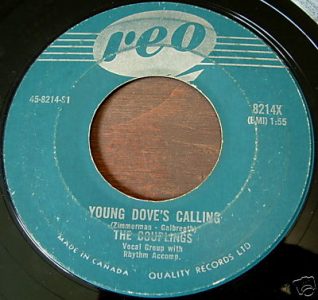 reo
45-8214-S1
8214X
(BMI) 1:55
YOUNG DOVE'S CALLING
(Zimmerman - Galbreath)
THE COUPLINGS
Vocal Group with
Rhythm Accomp.
MADE IN CANADA QUALITY RECORDS LTD